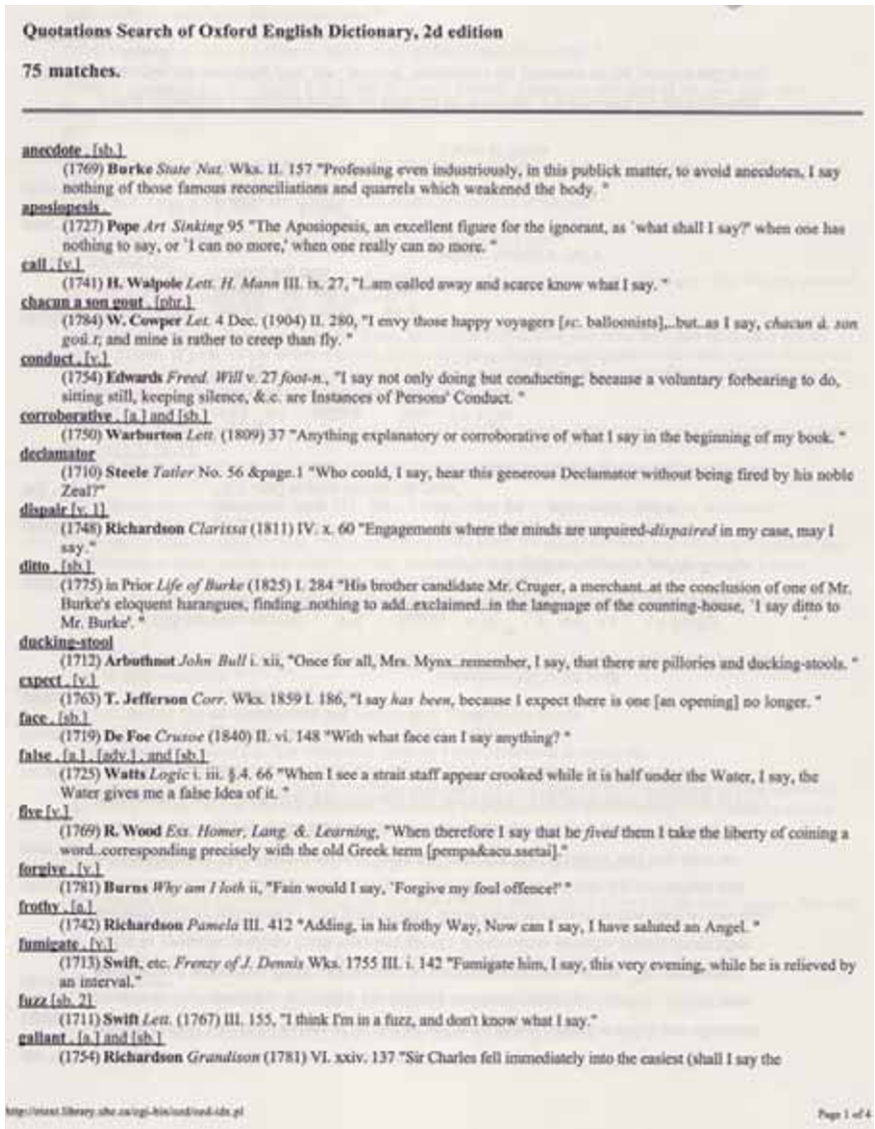 Quotations Search of Oxford English Dictionary, 2d edition
75 matches.
anecdote . [sb.]
(1769) Burke State Nat. Wks. II. 157 "Professing even industriously, in this publick matter, to avoid anecdotes, I say
nothing of those famous reconciliations and quarrels which weakened the body. "
aposiopesis .
(1727) Pope Art Sinking 95 "The Aposiopesis, an excellent figure for the ignorant, as `what shall I say?' when one has
nothing to say, or `I can no more,' when one really can no more. "
call . [v.]
(1741) H. Walpole Lett. H. Mann III. ix. 27, "I..am called away and scarce know what I say. "
chacun a son gout . [phr.]
(1784) W. Cowper Let. 4 Dec. (1904) II. 280, "I envy those happy voyagers [sc. balloonists]...but..as I say, chacun á. son
goû.t; and mine is rather to creep than fly. "
conduct . [v.]
(1754) Edwards Freed. Will v. 27 foot-n., "I say not only doing but conducting; because a voluntary forbearing to do,
sitting still, keeping silence, &.c. are Instances of Persons' Conduct. "
corroborative . [a.] and [sb.]
(1750) Warburton Lett. (1809) 37 "Anything explanatory or corroborative of what I say in the beginning of my book. "
declamator
(1710) Steele Tatler No. 56 &page.1 "Who could, I say, hear this generous Declamator without being fired by his noble
Zeal?"
dispair [v. 1]
(1748) Richardson Clarissa (1811) IV. x. 60 "Engagements where the minds are unpaired-dispaired in my case, may I
say."
ditto . [sb.]
(1775) in Prior Life of Burke (1825) I. 284 "His brother candidate Mr. Cruger, a merchant..at the conclusion of one of Mr.
Burke's eloquent harangues, finding..nothing to add..exclaimed..in the language of the counting-house, `I say ditto to
Mr. Burke'. "
ducking-stool
(1712) Arbuthnot John Bull i. xii, "Once for all, Mrs. Mynx..remember, I say, that there are pillories and ducking-stools. "
expect . [v.]
(1763) T. Jefferson Corr. Wks. 1859 I. 186, "I say has been, because I expect there is one [an opening] no longer. "
face . [sb.]
(1719) De Foe Crusoe (1840) II. vi. 148 "With what face can I say anything? "
false . [a.] . [adv.] . and [sb.]
(1725) Watts Logic i. iii. §.4. 66 "When I see a strait staff appear crooked while it is half under the Water, I say, the
Water gives me a false Idea of it. "
five [v.]
(1769) R. Wood Ess. Homer, Lang. &. Learning, "When therefore I say that he fived them I take the liberty of coining a
word..corresponding precisely with the old Greek term [pempa&acu.ssetai]."
forgive . [v.]
(1781) Burns Why am I loth ii, "Fain would I say, `Forgive my foul offence!' "
frothy . [a.]
(1742) Richardson Pamela III. 412 "Adding, in his frothy Way, Now can I say, I have saluted an Angel. "
fumigate . [v.]
(1713) Swift, etc. Frenzy of J. Dennis Wks. 1755 III. i. 142 "Fumigate him, I say, this very evening, while he is relieved by
an interval."
fuzz [sb. 2]
(1711) Swift Lett. (1767) III. 155, "I think I'm in a fuzz, and don't know what I say."
gallant . [a.] and [sb.]
(1754) Richardson Grandison (1781) VI. xxiv. 137 "Sir Charles fell immediately into the easiest (shall I say the
Page 1 of 4